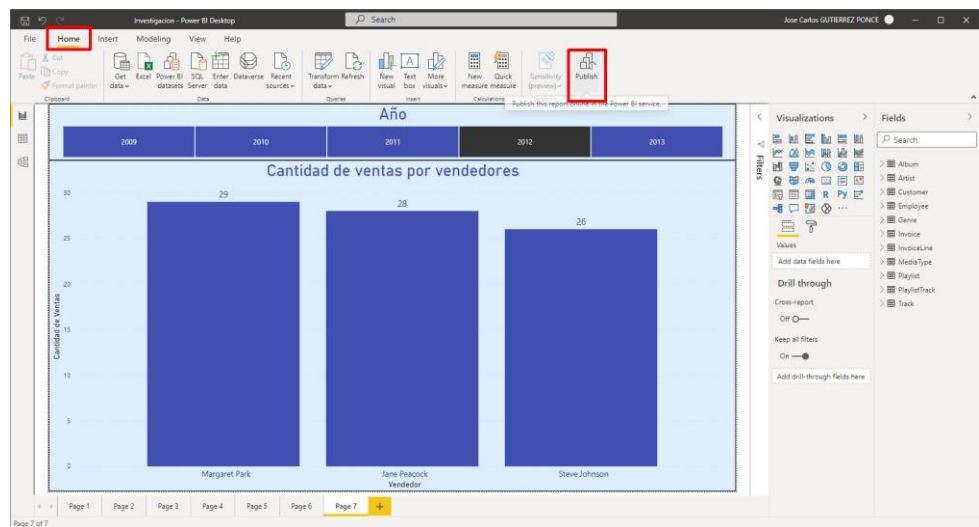 Investigacion - Power BI Desktop
Search
Jose Carlos GUTIERREZ PONCE
File Home Insert Modeling View Help
Paste
Cut
Copy
Format painter
Clipboard
Get data
Excel
Power BI datasets
SQL Server
Enter data
Dataverse
Recent sources
Data
Transform data
Refresh
Queries
New visual
Text box
More visuals
Insert
New measure
Quick measure
Calculations
Sensitivity (preview)
Publish
Publish this report online in the Power BI service.
Año
2009 2010 2011 2012 2013
Cantidad de ventas por vendedores
Cantidad de Ventas
30
25
20
15
10
5
0
29
28
26
Margaret Park Jane Peacock Steve Johnson
Vendedor
Filters
Visualizations
Values
Add data fields here
Drill through
Cross-report
Off
Keep all filters
On
Add drill-through fields here
Fields
Search
Album
Artist
Customer
Employee
Genre
Invoice
InvoiceLine
MediaType
Playlist
PlaylistTrack
Track
Page 1 Page 2 Page 3 Page 4 Page 5 Page 6 Page 7
Page 7 of 7